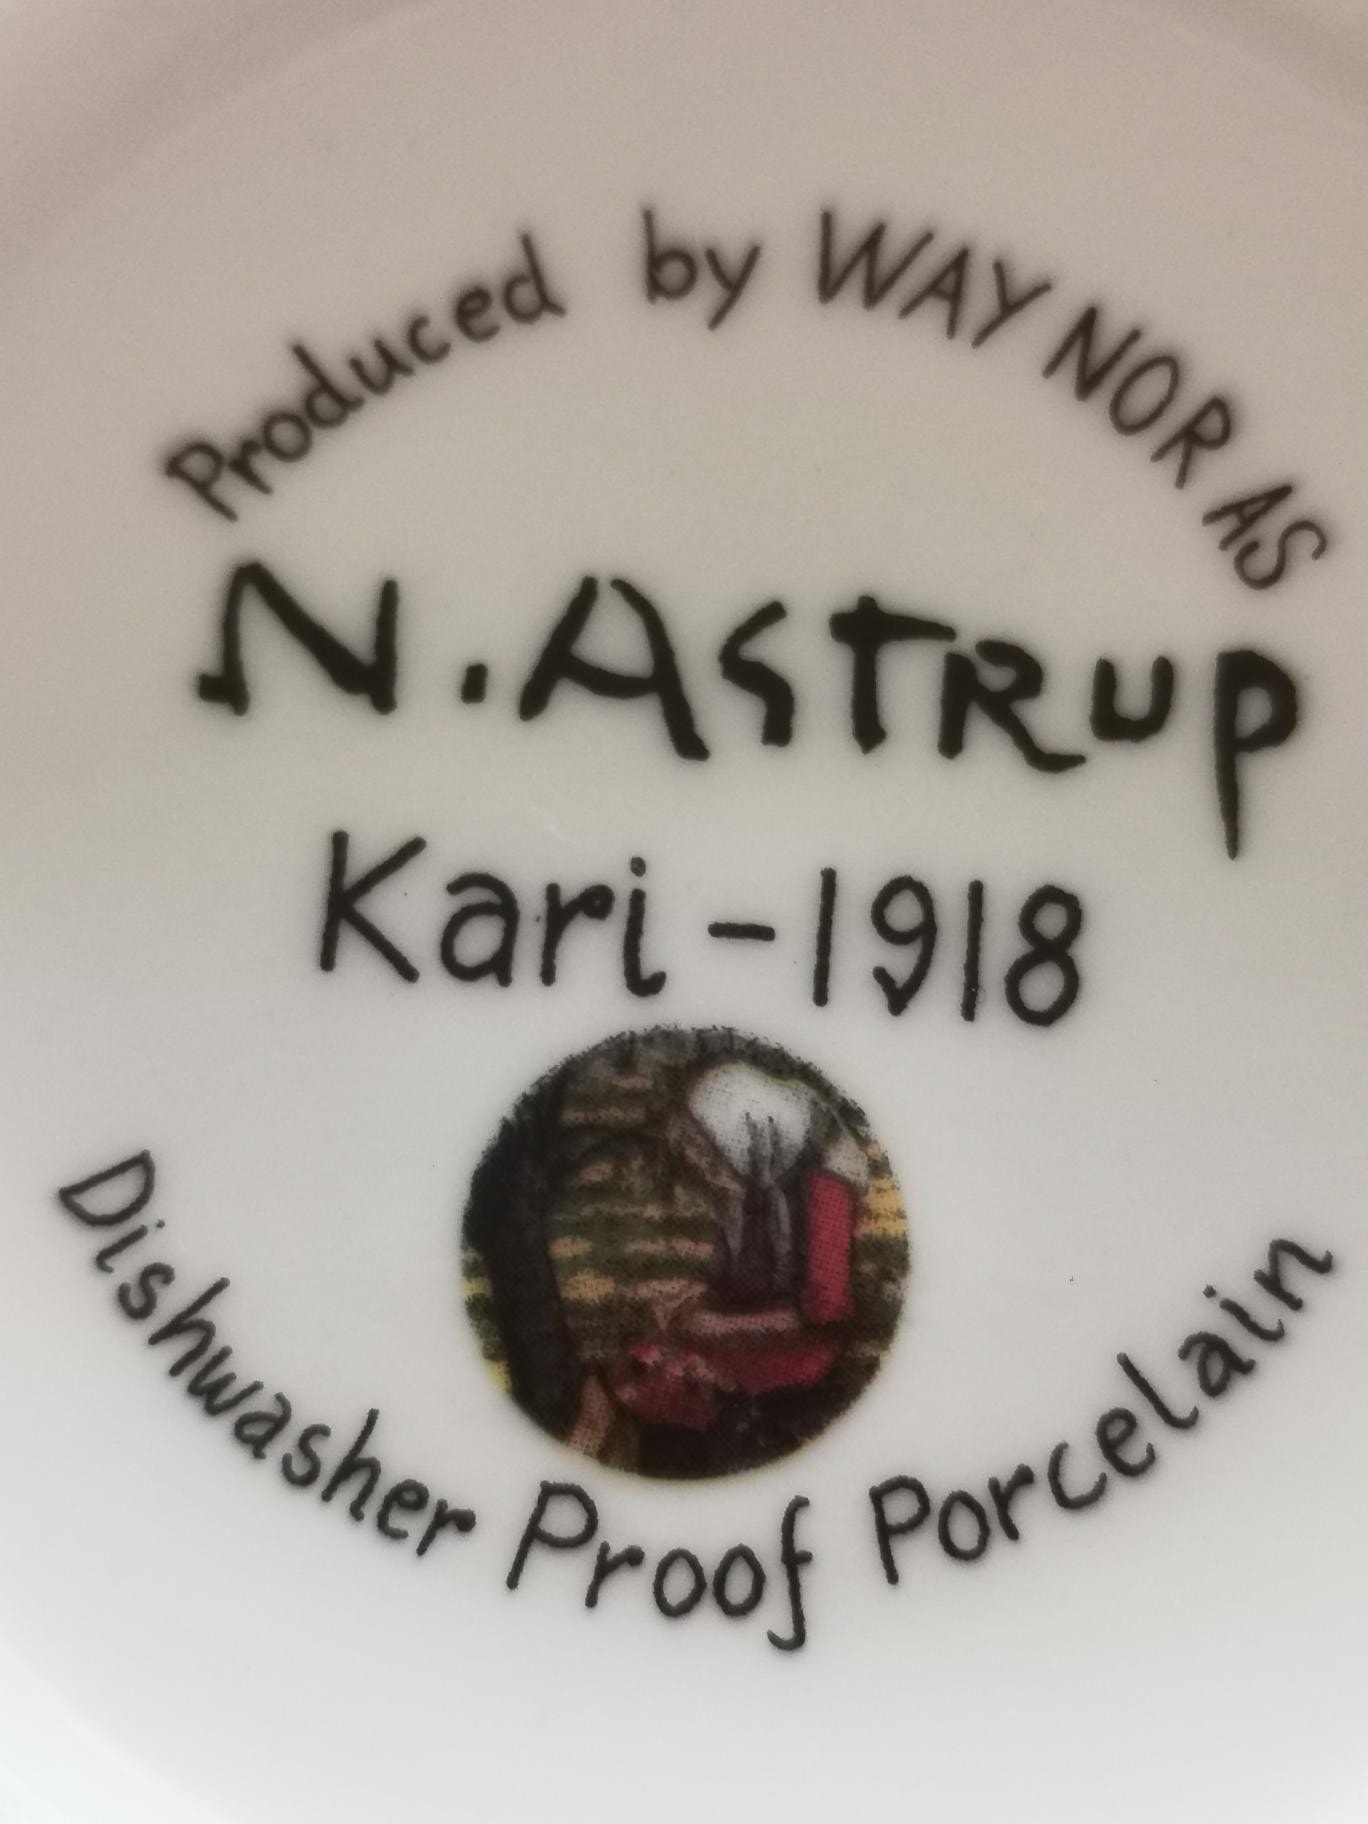 Produced by WAY NOR AS
N. ASTRUP
Kari - 1918
Dishwasher Proof Porcelain